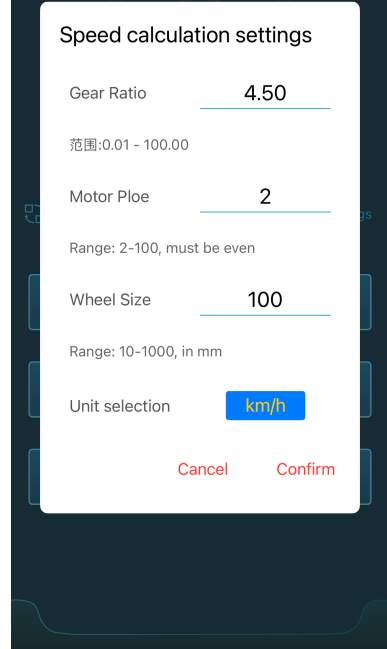 Speed calculation settings
Gear Ratio 4.50
范围:0.01 - 100.00
Motor Ploe 2
Range: 2-100, must be even
Wheel Size 100
Range: 10-1000, in mm
Unit selection km/h
Cancel Confirm